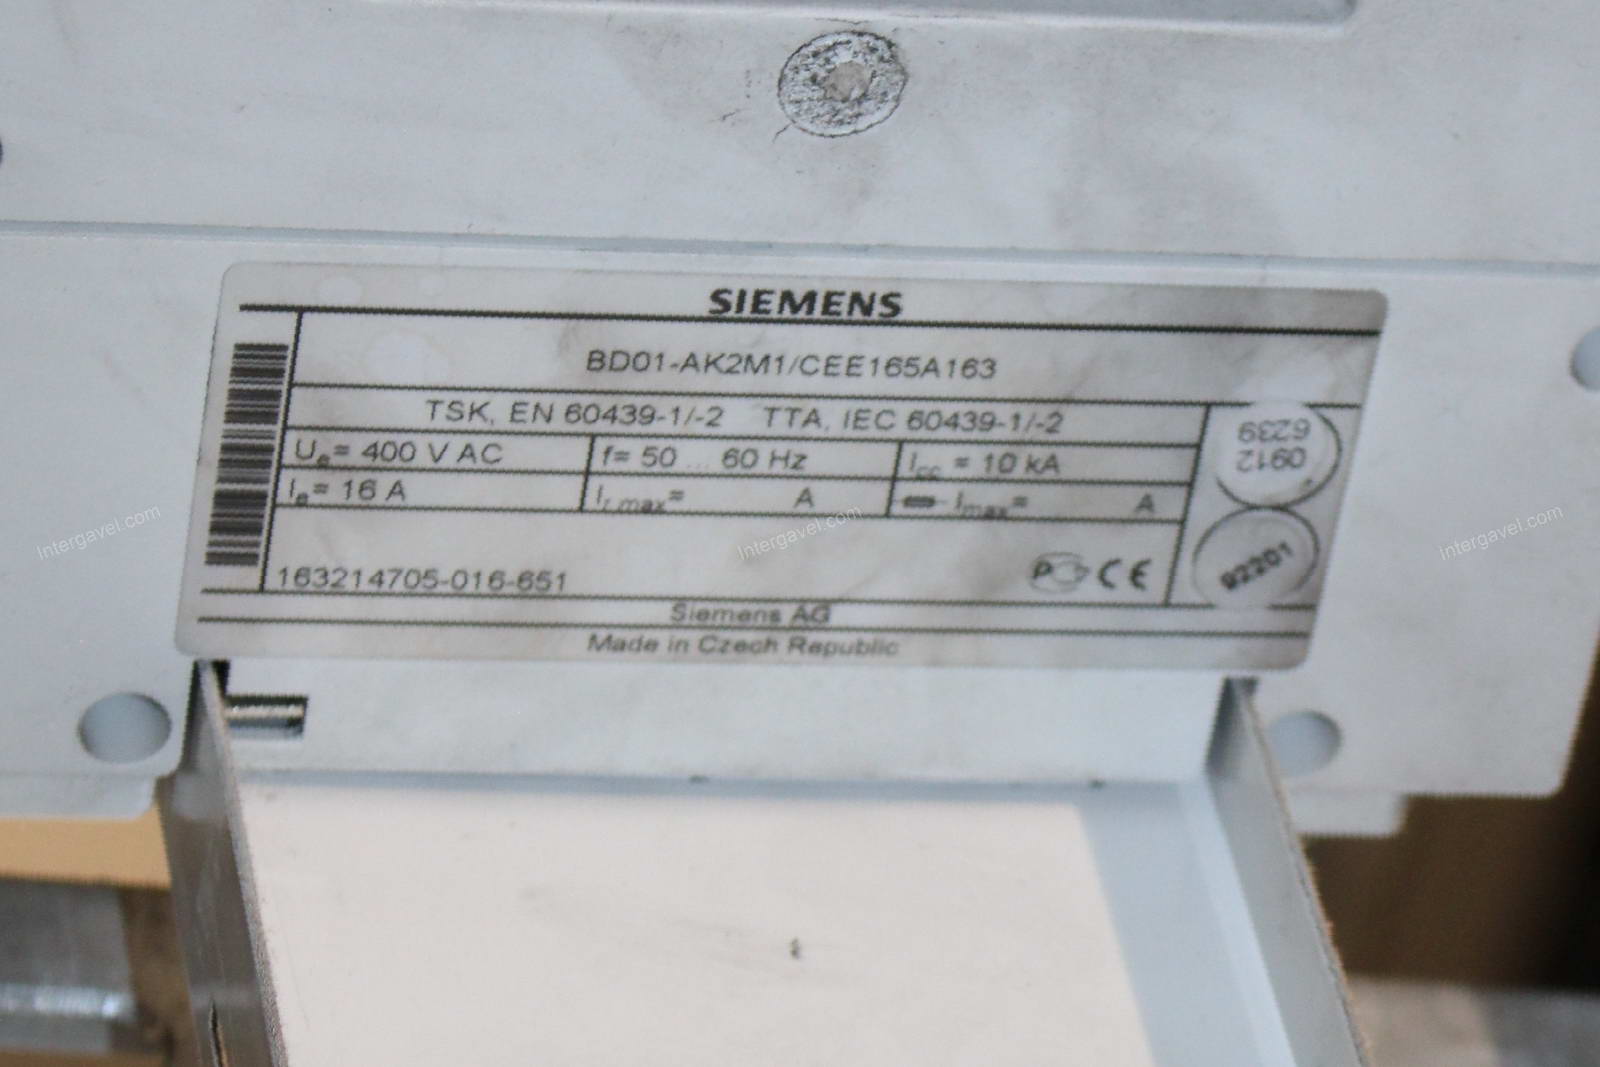 SIEMENS
BD01-AK2M1/CEE165A163
TSK, EN 60439-1/-2 TTA, IEC 60439-1/-2
Ue= 400 V AC f= 50 ... 60 Hz Icc = 10 kA
Ie= 16 A Ir max= A Imax= A
6239
0912
92201
163214705-016-651 CE
Siemens AG
Made in Czech Republic
Intergavel.com Intergavel.com Intergavel.com